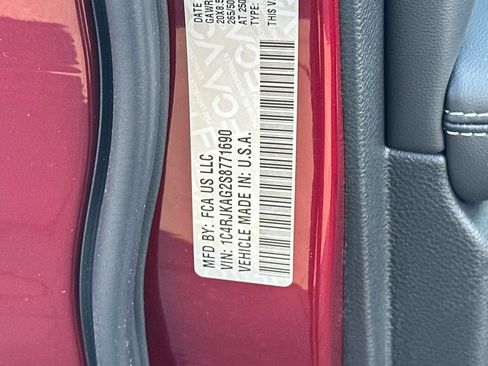 MFD BY: FCA US LLC
VIN: 1C4RJKAG2S8771690
VEHICLE MADE IN: U.S.A.
DATE
GAWR
20X8.5
265/50
AT 250
TYPE:
THIS V